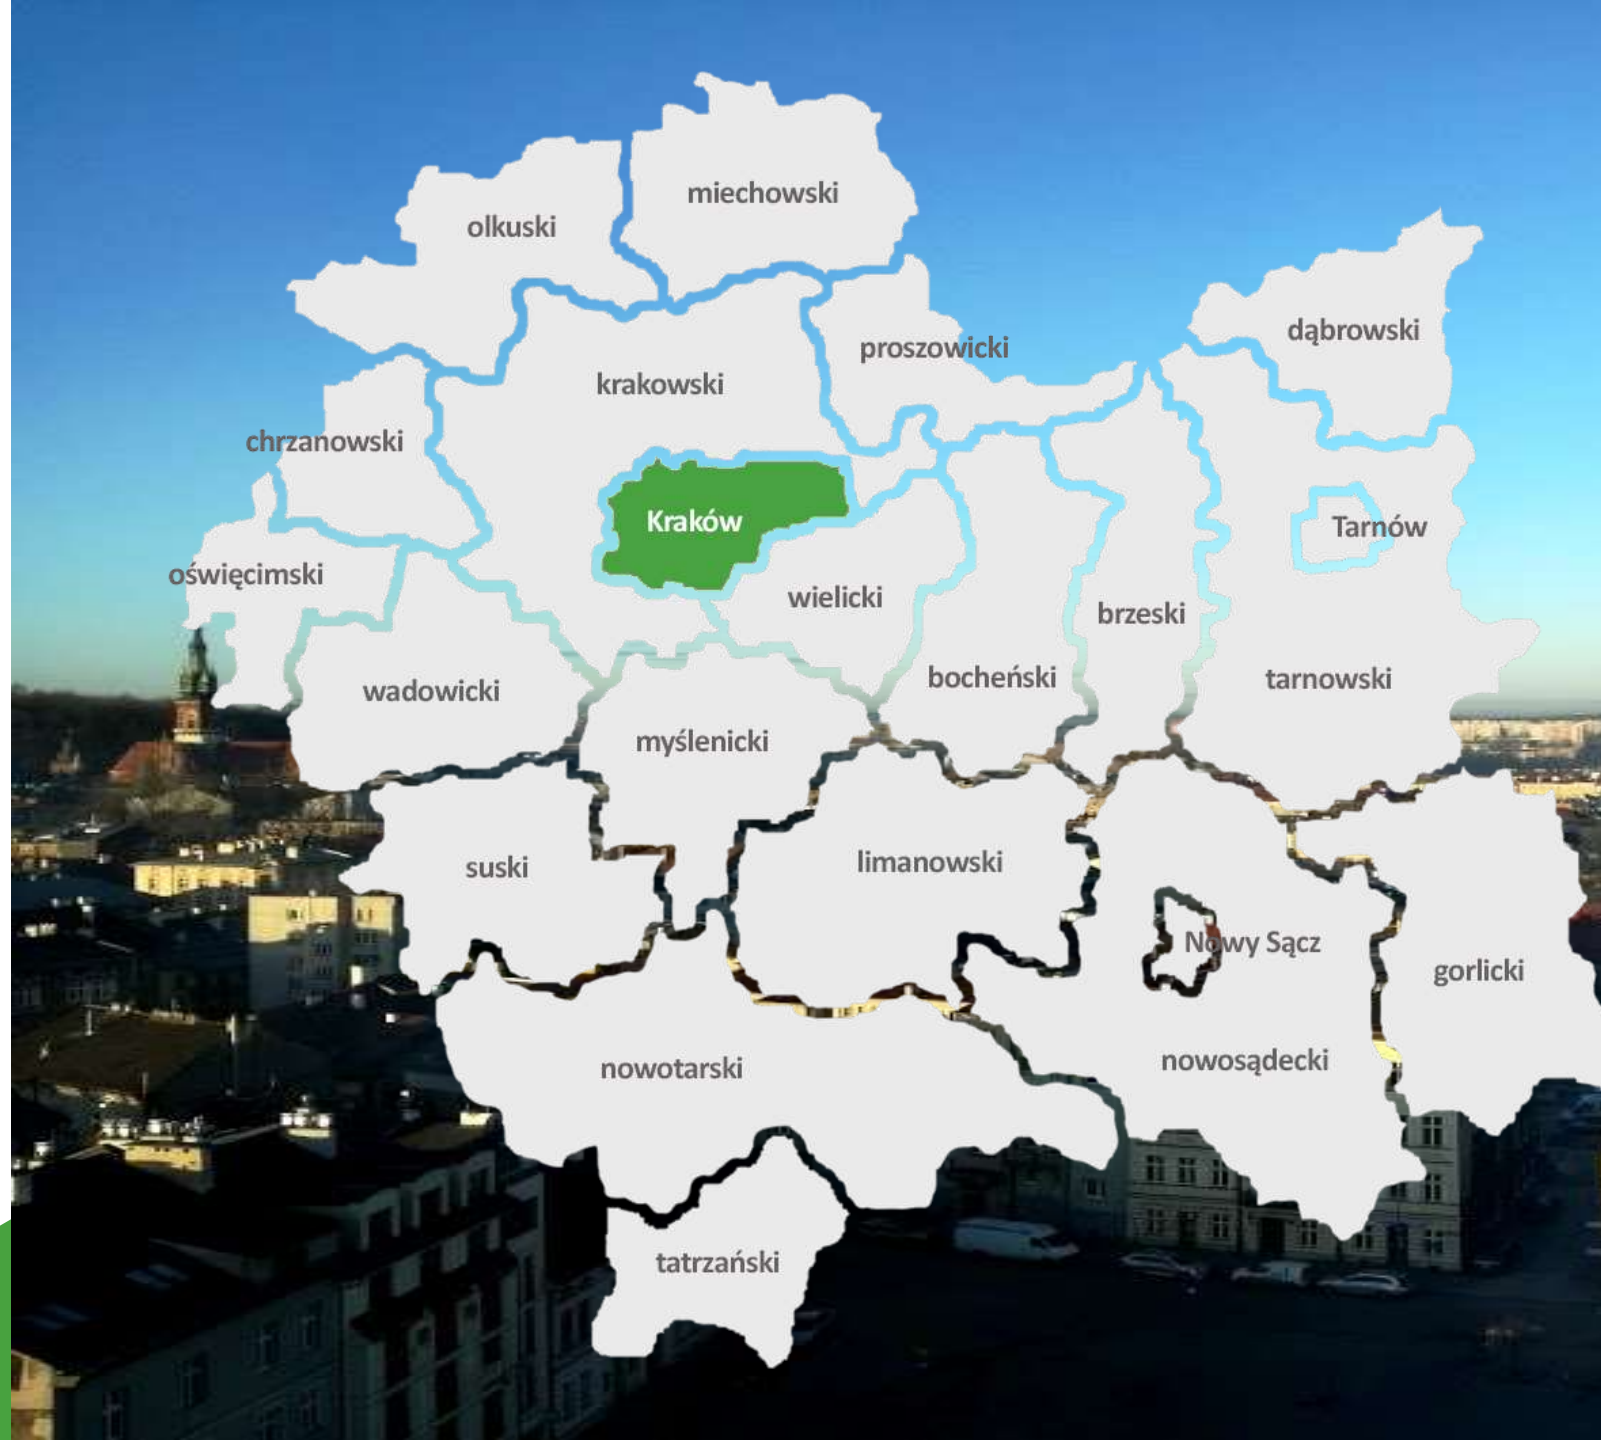 miechowski
olkuski
dąbrowski
proszowicki
krakowski
chrzanowski
Kraków
Tarnów
oświęcimski
wielicki
brzeski
bocheński
tarnowski
wadowicki
myślenicki
limanowski
suski
Nowy Sącz
gorlicki
nowotarski
nowosądecki
tatrzański